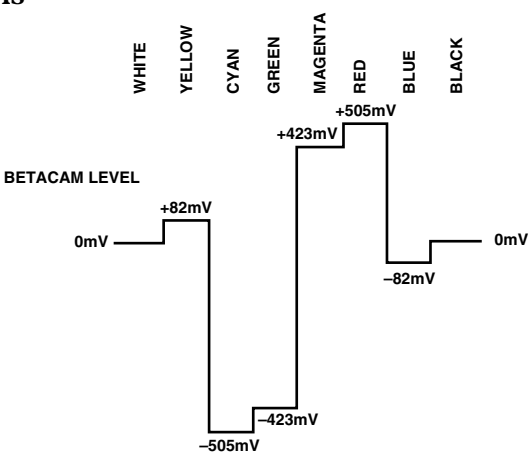 WHITE
YELLOW
CYAN
GREEN
MAGENTA
RED
BLUE
BLACK
+505mV
+423mV
BETACAM LEVEL
+82mV
0mV
0mV
–82mV
–423mV
–505mV